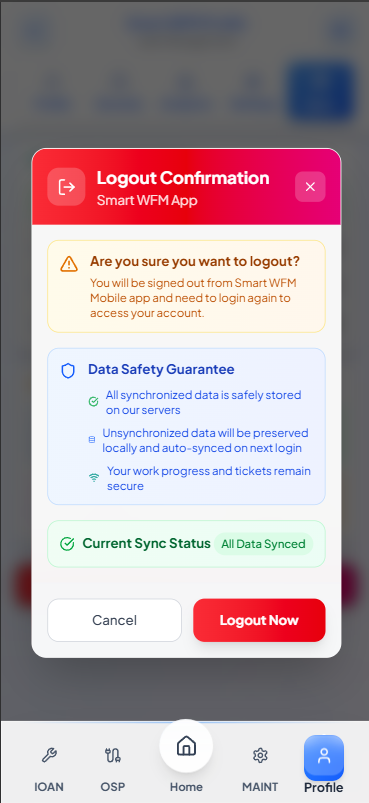 Logout Confirmation
Smart WFM App
Are you sure you want to logout?
You will be signed out from Smart WFM
Mobile app and need to login again to
access your account.
Data Safety Guarantee
All synchronized data is safely stored
on our servers
Unsynchronized data will be preserved
locally and auto-synced on next login
Your work progress and tickets remain
secure
Current Sync Status All Data Synced
Cancel Logout Now
IOAN OSP Home MAINT Profile